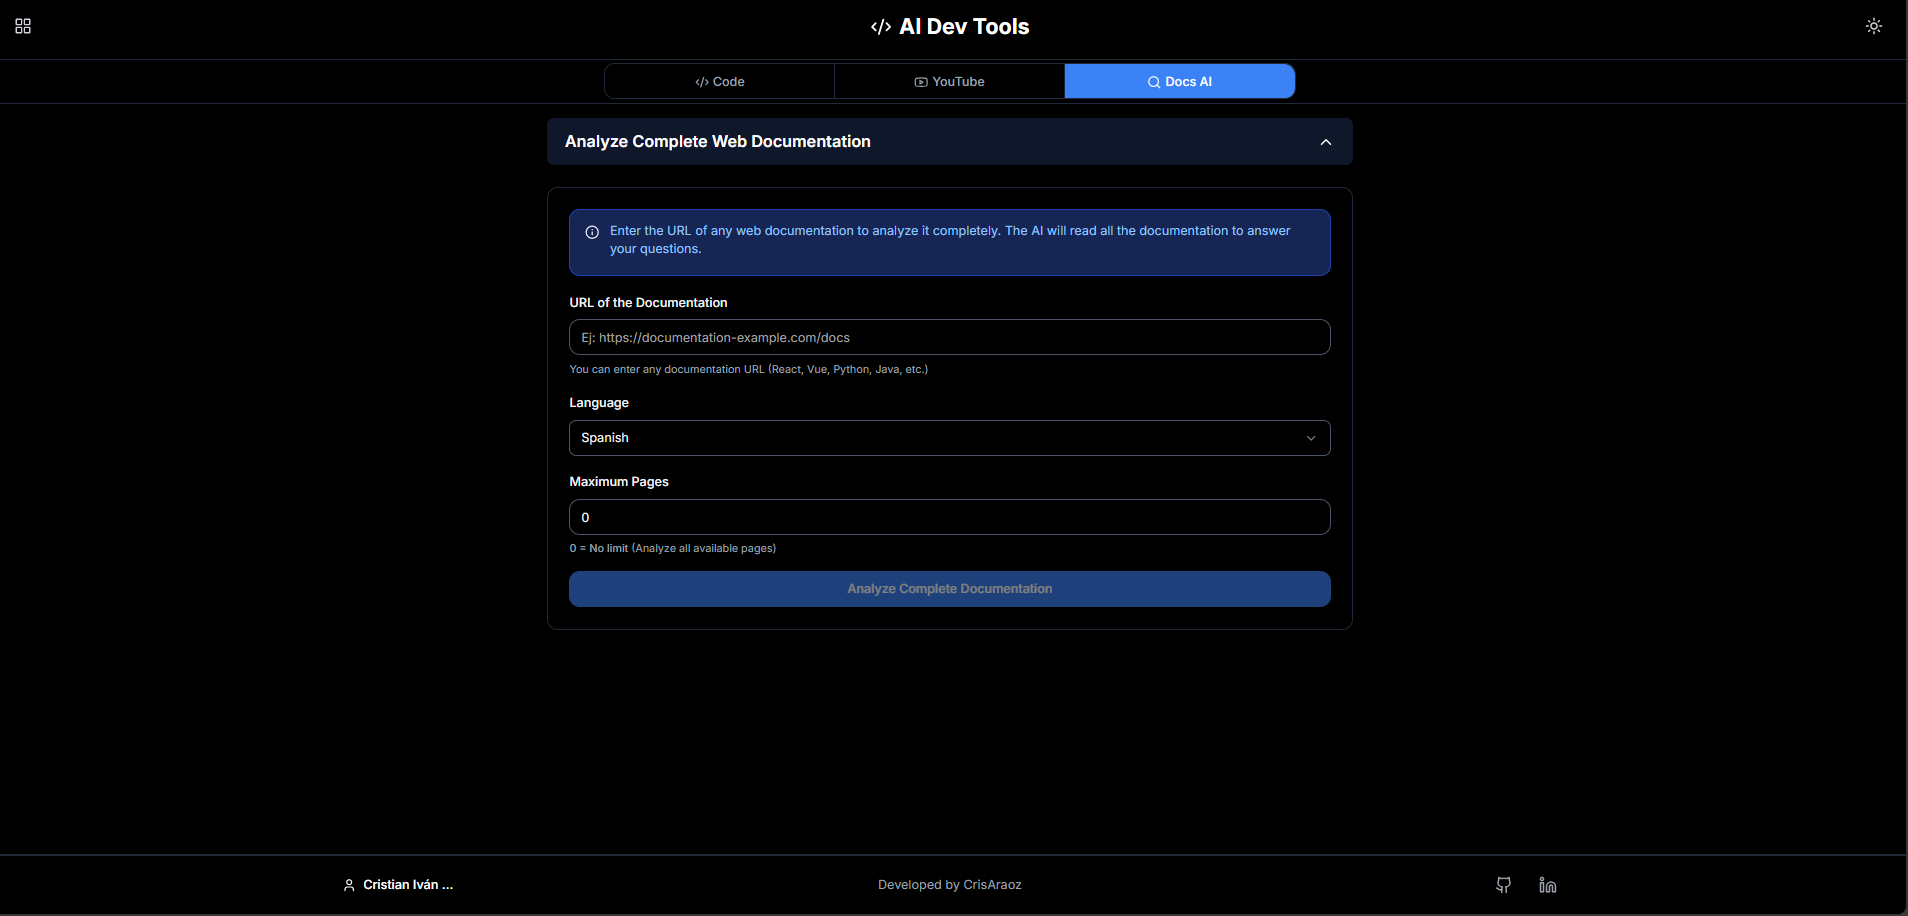 </> AI Dev Tools
</> Code
YouTube
Docs AI
Analyze Complete Web Documentation
Enter the URL of any web documentation to analyze it completely. The AI will read all the documentation to answer
your questions.
URL of the Documentation
Ej: https://documentation-example.com/docs
You can enter any documentation URL (React, Vue, Python, Java, etc.)
Language
Spanish
Maximum Pages
0
0 = No limit (Analyze all available pages)
Analyze Complete Documentation
Cristian Iván ...
Developed by CrisAraoz
in